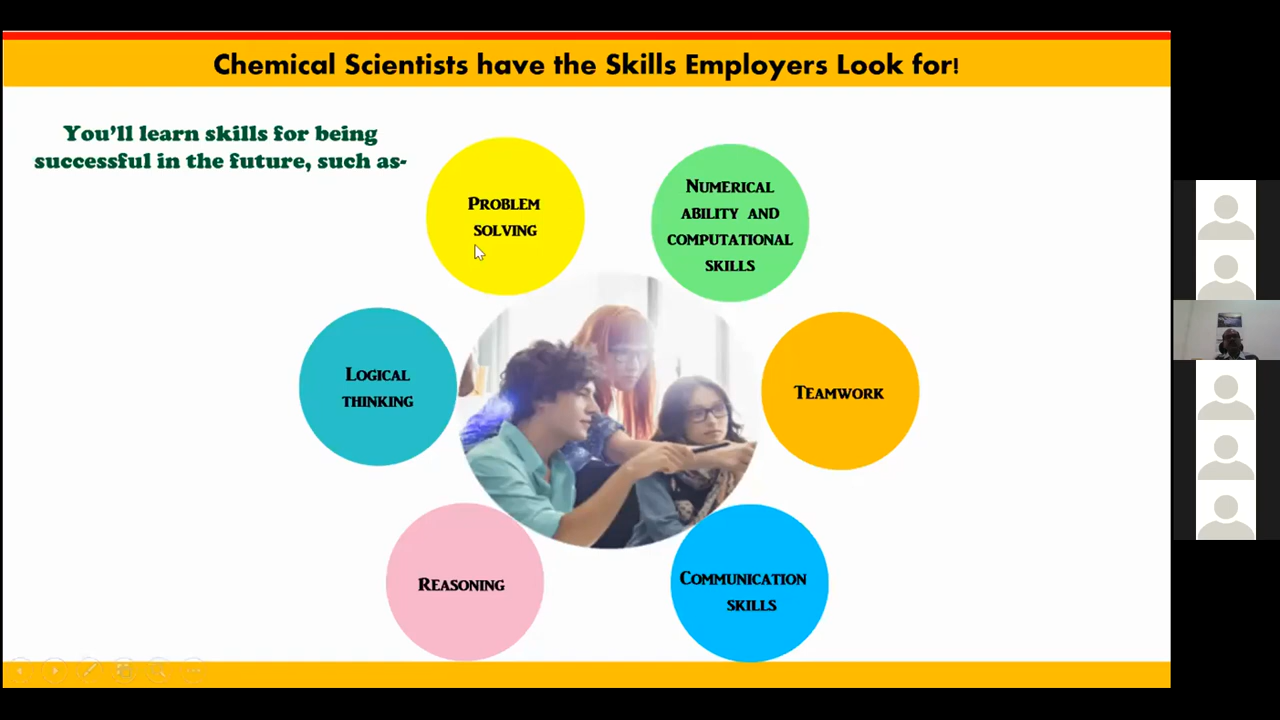 Chemical Scientists have the Skills Employers Look for!
You'll learn skills for being
successful in the future, such as-
Problem
solving
Numerical
ability and
computational
skills
Logical
thinking
Teamwork
Reasoning
Communication
skills